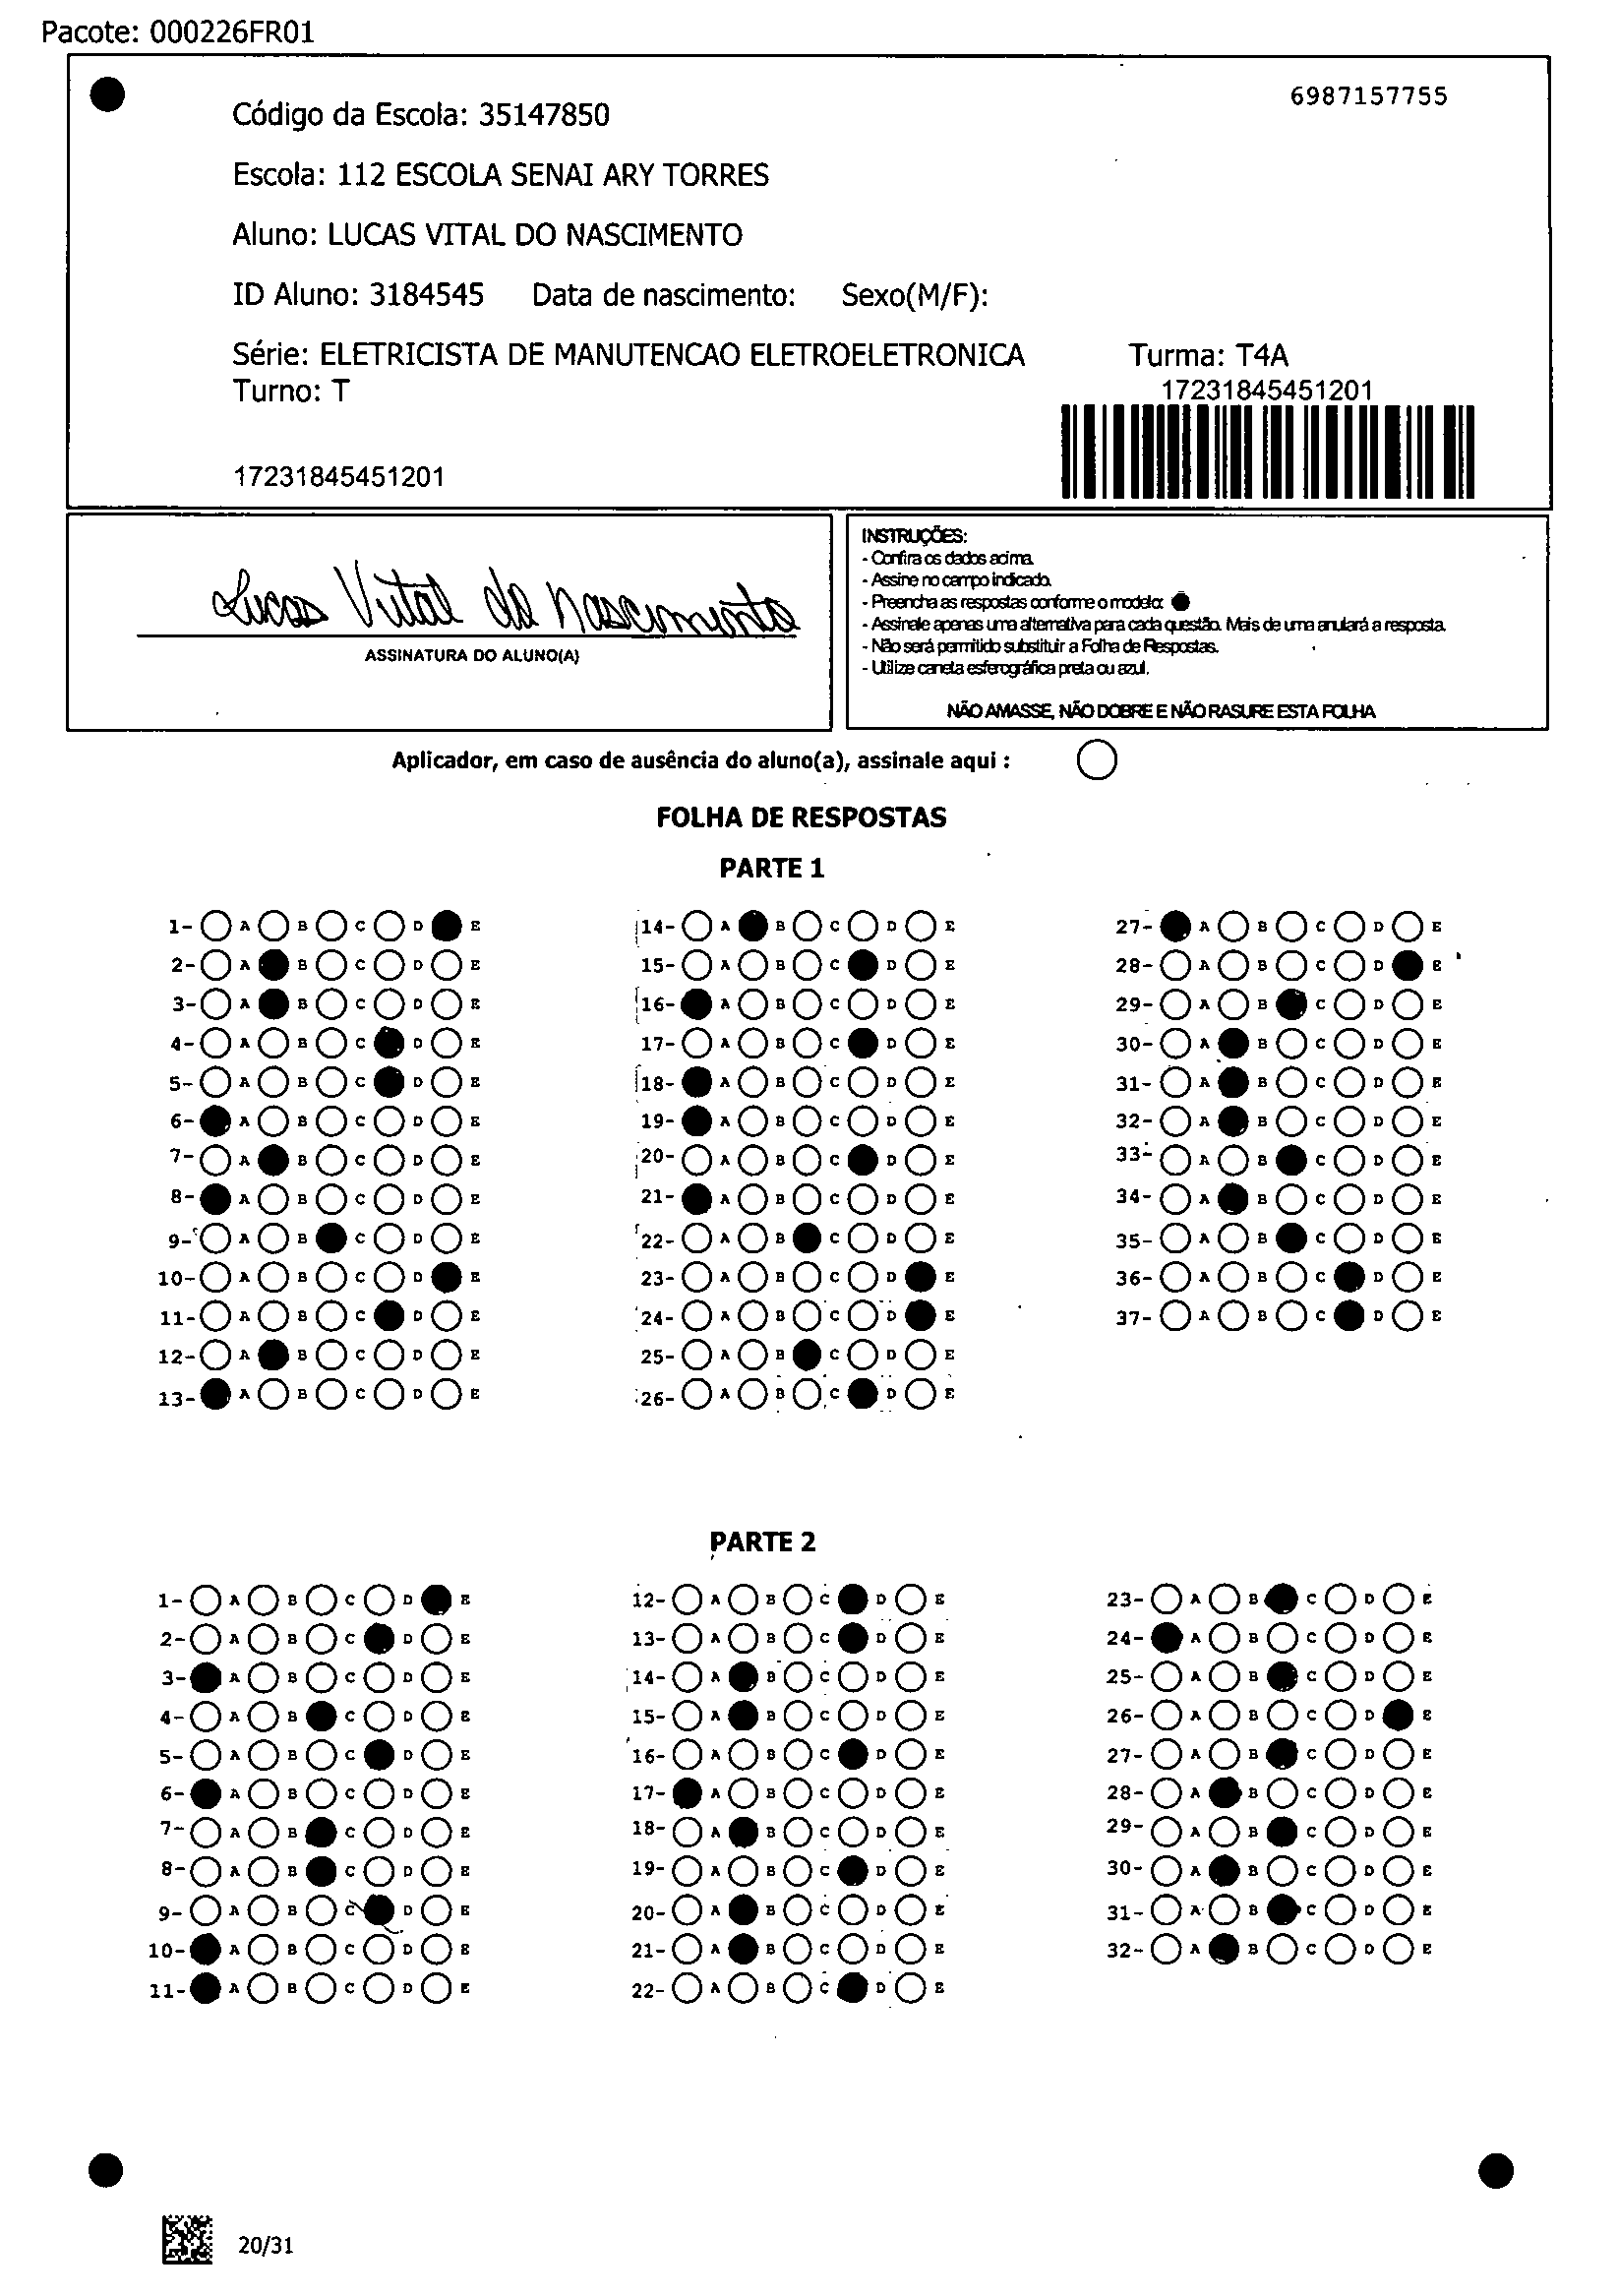 Pacote: 000226FR01
6987157755
Código da Escola: 35147850
Escola: 112 ESCOLA SENAI ARY TORRES
Aluno: LUCAS VITAL DO NASCIMENTO
ID Aluno: 3184545 Data de nascimento: Sexo(M/F):
Série: ELETRICISTA DE MANUTENCAO ELETROELETRONICA Turma: T4A
Turno: T
17231845451201
17231845451201
Lucas Vital do Nascimento
ASSINATURA DO ALUNO(A)
INSTRUÇÕES:
- Confira os dados acima.
- Assine no campo indicado.
- Preencha as respostas conforme o modelo:
- Assinale apenas uma alternativa para cada questão. Mais de uma anulará a resposta.
- Não será permitido substituir a Folha de Respostas.
- Utilize caneta esferográfica preta ou azul.
NÃO AMASSE, NÃO DOBRE E NÃO RASURE ESTA FOLHA
Aplicador, em caso de ausência do aluno(a), assinale aqui :
FOLHA DE RESPOSTAS
PARTE 1
1- A B C D E 14- A B C D E 27- A B C D E
2- A B C D E 15- A B C D E 28- A B C D E
3- A B C D E 16- A B C D E 29- A B C D E
4- A B C D E 17- A B C D E 30- A B C D E
5- A B C D E 18- A B C D E 31- A B C D E
6- A B C D E 19- A B C D E 32- A B C D E
7- A B C D E 20- A B C D E 33- A B C D E
8- A B C D E 21- A B C D E 34- A B C D E
9- A B C D E 22- A B C D E 35- A B C D E
10- A B C D E 23- A B C D E 36- A B C D E
11- A B C D E 24- A B C D E 37- A B C D E
12- A B C D E 25- A B C D E
13- A B C D E 26- A B C D E
PARTE 2
1- A B C D E 12- A B C D E 23- A B C D E
2- A B C D E 13- A B C D E 24- A B C D E
3- A B C D E 14- A B C D E 25- A B C D E
4- A B C D E 15- A B C D E 26- A B C D E
5- A B C D E 16- A B C D E 27- A B C D E
6- A B C D E 17- A B C D E 28- A B C D E
7- A B C D E 18- A B C D E 29- A B C D E
8- A B C D E 19- A B C D E 30- A B C D E
9- A B C D E 20- A B C D E 31- A B C D E
10- A B C D E 21- A B C D E 32- A B C D E
11- A B C D E 22- A B C D E
20/31